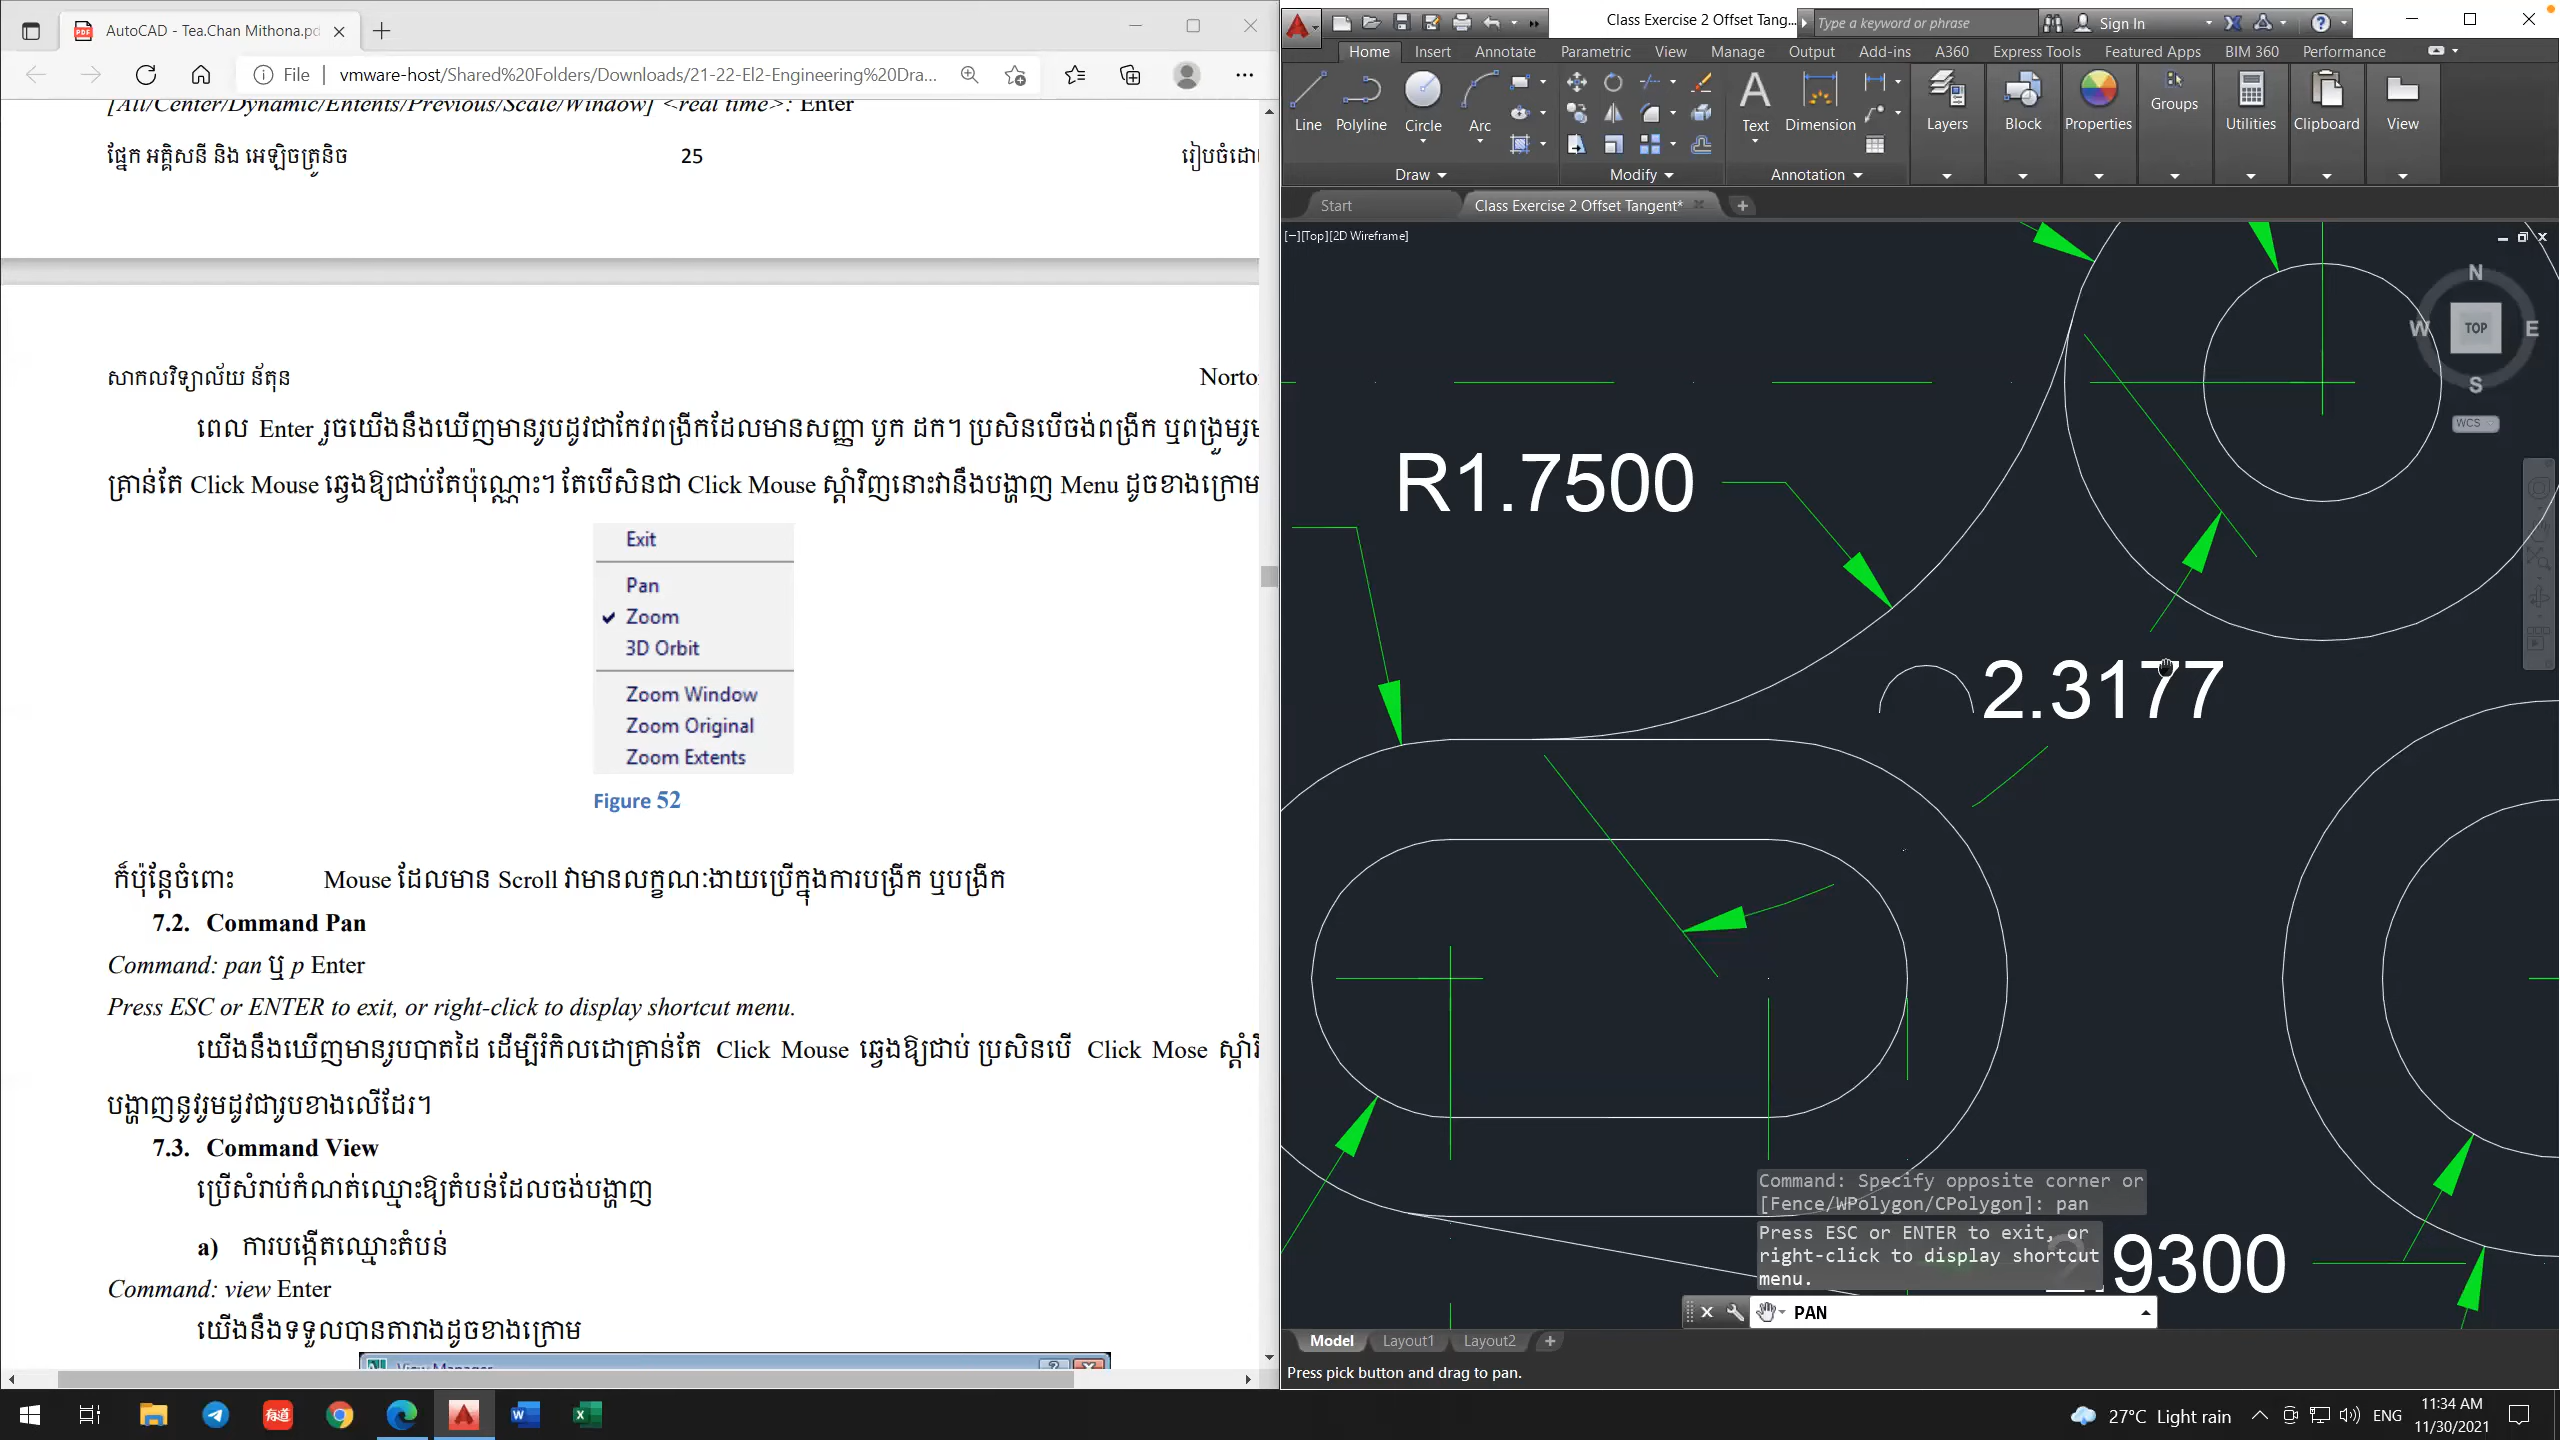 AutoCAD - Tea.Chan Mithona.pd
File
vmware-host/Shared%20Folders/Downloads/21-22-El2-Engineering%20Dra...
[All/Center/Dynamic/Entents/Previous/Scale/Window] <real time>: Enter
ផ្នែក អគ្គិសនី និង អេឡិចត្រូនិច
25
រៀបចំដោ
សាកលវិទ្យាល័យ ន័តុន
Norto
ពេល Enter រួចយើងនឹងឃើញមានរូបដូវជាកែវពង្រីកដែលមានសញ្ញា បូក ដក។ ប្រសិនបើចង់ពង្រីក ឬពង្រួមរូម
គ្រាន់តែ Click Mouse ឆ្វេងឱ្យជាប់តែប៉ុណ្ណោះ។ តែបើសិនជា Click Mouse ស្តាំវិញនោះវានឹងបង្ហាញ Menu ដូចខាងក្រោម
Exit
Pan
Zoom
3D Orbit
Zoom Window
Zoom Original
Zoom Extents
Figure 52
ក៏ប៉ុន្តែចំពោះ Mouse ដែលមាន Scroll វាមានលក្ខណៈងាយប្រើក្នុងការបង្រីក ឬបង្រីក
7.2. Command Pan
Command: pan ឬ p Enter
Press ESC or ENTER to exit, or right-click to display shortcut menu.
យើងនឹងឃើញមានរូបបាតដៃ ដើម្បីរំកិលដោគ្រាន់តែ Click Mouse ឆ្វេងឱ្យជាប់ ប្រសិនបើ Click Mose ស្តាំ
បង្ហាញនូវរូមដូវជារូបខាងលើដែរ។
7.3. Command View
ប្រើសំរាប់កំណត់ឈ្មោះឱ្យតំបន់ដែលចង់បង្ហាញ
a) ការបង្កើតឈ្មោះតំបន់
Command: view Enter
យើងនឹងទទួលបានតារាងដូចខាងក្រោម
View Manager
Class Exercise 2 Offset Tang...
Type a keyword or phrase
Sign In
Home Insert Annotate Parametric View Manage Output Add-ins A360 Express Tools Featured Apps BIM 360 Performance
Line
Polyline
Circle
Arc
Text
Dimension
Layers
Block
Properties
Groups
Utilities
Clipboard
View
Draw
Modify
Annotation
Start
Class Exercise 2 Offset Tangent*
[−][Top][2D Wireframe]
N
W
TOP
E
S
WCS
R1.7500
2.3177
.9300
Command: Specify opposite corner or
[Fence/WPolygon/CPolygon]: pan
Press ESC or ENTER to exit, or
right-click to display shortcut
menu.
PAN
Model
Layout1
Layout2
Press pick button and drag to pan.
有道
27°C Light rain
ENG
11:34 AM
11/30/2021